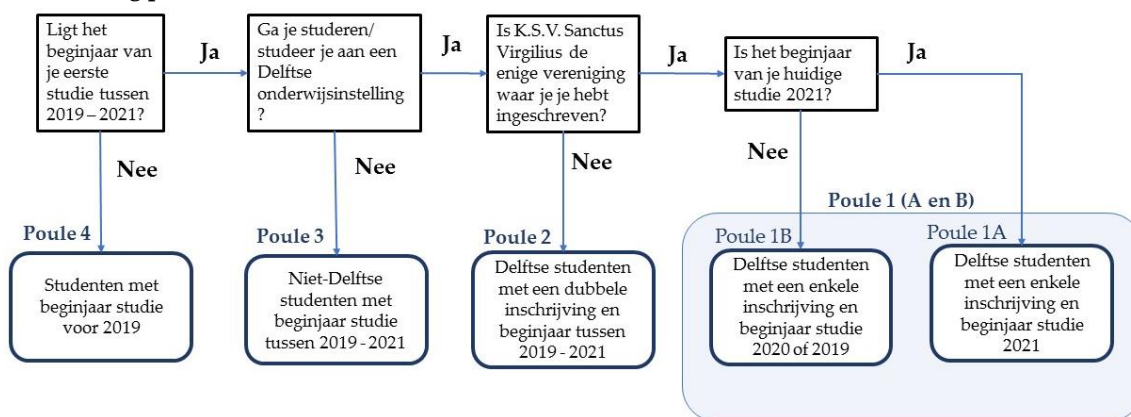 Ligt het
beginjaar van
je eerste
studie tussen
2019 – 2021?
Ja
Ga je studeren/
studeer je aan een
Delftse
onderwijsinstelling
?
Ja
Is K.S.V. Sanctus
Virgilius de
enige vereniging
waar je je hebt
ingeschreven?
Ja
Is het beginjaar
van je huidige
studie 2021?
Ja
Nee
Nee
Nee
Nee
Poule 1 (A en B)
Poule 4
Studenten met
beginjaar studie
voor 2019
Poule 3
Niet-Delftse
studenten met
beginjaar studie
tussen 2019 - 2021
Poule 2
Delftse studenten
met een dubbele
inschrijving en
beginjaar tussen
2019 - 2021
Poule 1B
Delftse studenten
met een enkele
inschrijving en
beginjaar studie
2020 of 2019
Poule 1A
Delftse studenten
met een enkele
inschrijving en
beginjaar studie
2021